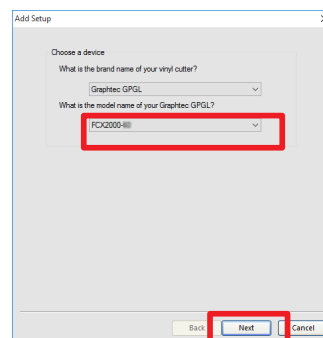 Add Setup
Choose a device
What is the brand name of your vinyl cutter?
Graphtec GPGL
What is the model name of your Graphtec GPGL?
FCX2000-
Back
Next
Cancel